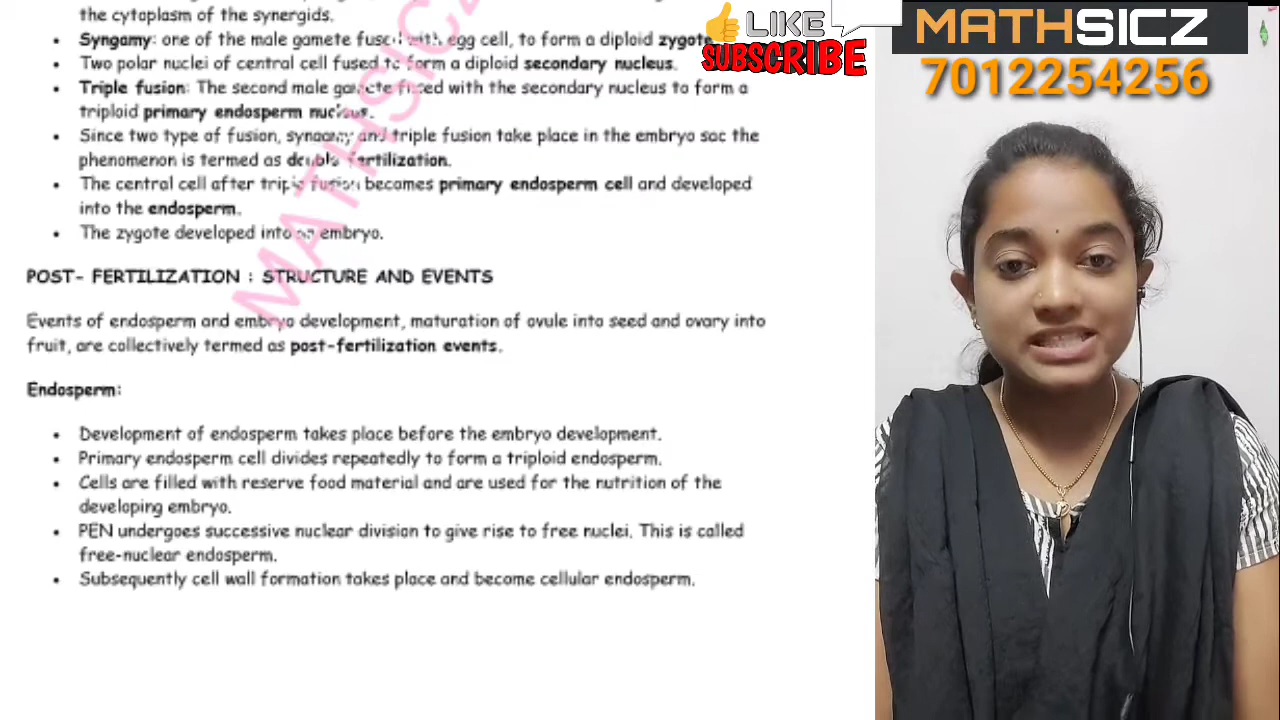 the cytoplasm of the synergids.
• Syngamy: one of the male gamete fused with egg cell, to form a diploid zygote
• Two polar nuclei of central cell fused to form a diploid secondary nucleus.
• Triple fusion: The second male gamete fused with the secondary nucleus to form a
triploid primary endosperm nucleus.
• Since two type of fusion, syngamy and triple fusion take place in the embryo sac the
phenomenon is termed as double fertilization.
• The central cell after triple fusion becomes primary endosperm cell and developed
into the endosperm.
• The zygote developed into an embryo.
POST- FERTILIZATION : STRUCTURE AND EVENTS
Events of endosperm and embryo development, maturation of ovule into seed and ovary into
fruit, are collectively termed as post-fertilization events.
Endosperm:
• Development of endosperm takes place before the embryo development.
• Primary endosperm cell divides repeatedly to form a triploid endosperm.
• Cells are filled with reserve food material and are used for the nutrition of the
developing embryo.
• PEN undergoes successive nuclear division to give rise to free nuclei. This is called
free-nuclear endosperm.
• Subsequently cell wall formation takes place and become cellular endosperm.
MATHSICZ
LIKE
SUBSCRIBE
MATHSICZ
7012254256